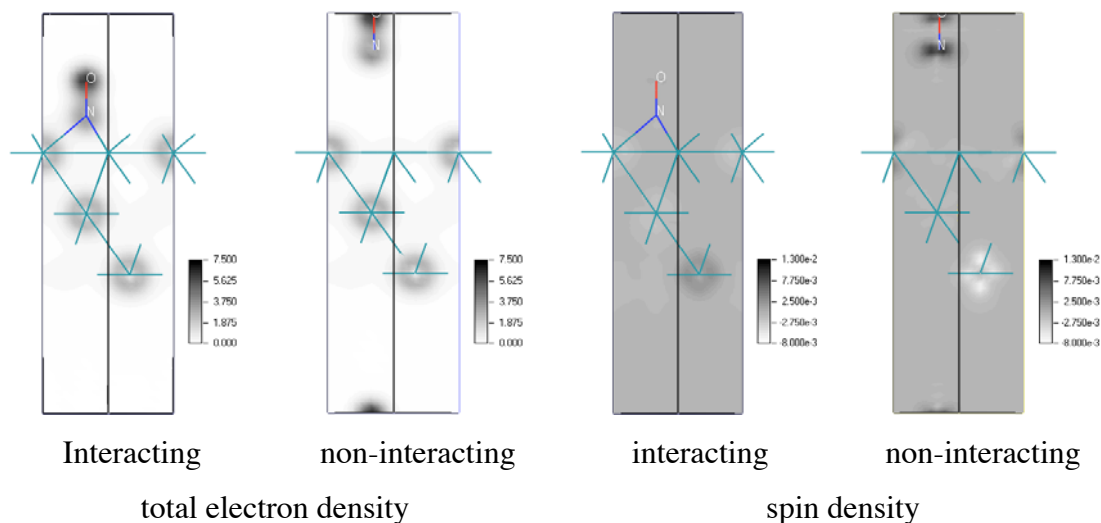 O
N
O
N
O
N
O
N
7.500
5.625
3.750
1.875
0.000
7.500
5.625
3.750
1.875
0.000
1.300e-2
7.750e-3
2.500e-3
-2.750e-3
-8.000e-3
1.300e-2
7.750e-3
2.500e-3
-2.750e-3
-8.000e-3
Interacting non-interacting interacting non-interacting
total electron density spin density